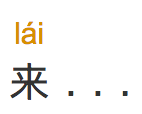 lái
来 . . .